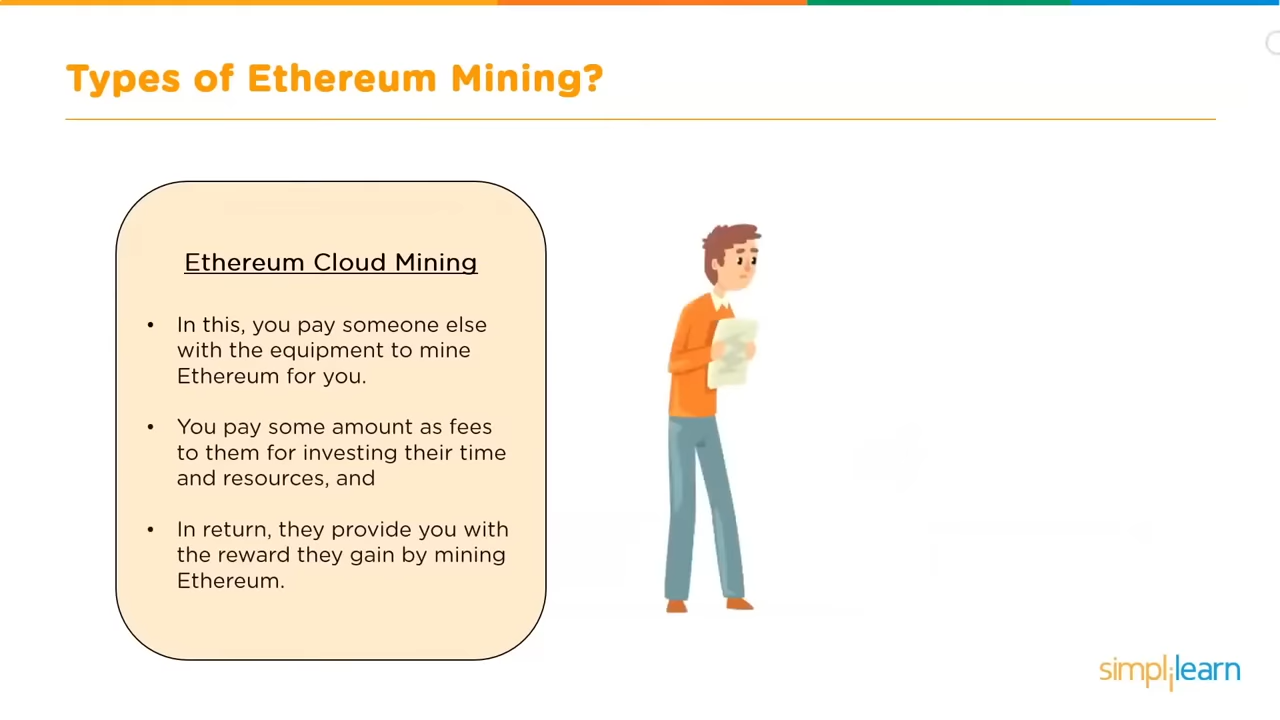 Types of Ethereum Mining?
Ethereum Cloud Mining
• In this, you pay someone else
with the equipment to mine
Ethereum for you.
• You pay some amount as fees
to them for investing their time
and resources, and
• In return, they provide you with
the reward they gain by mining
Ethereum.
simplilearn